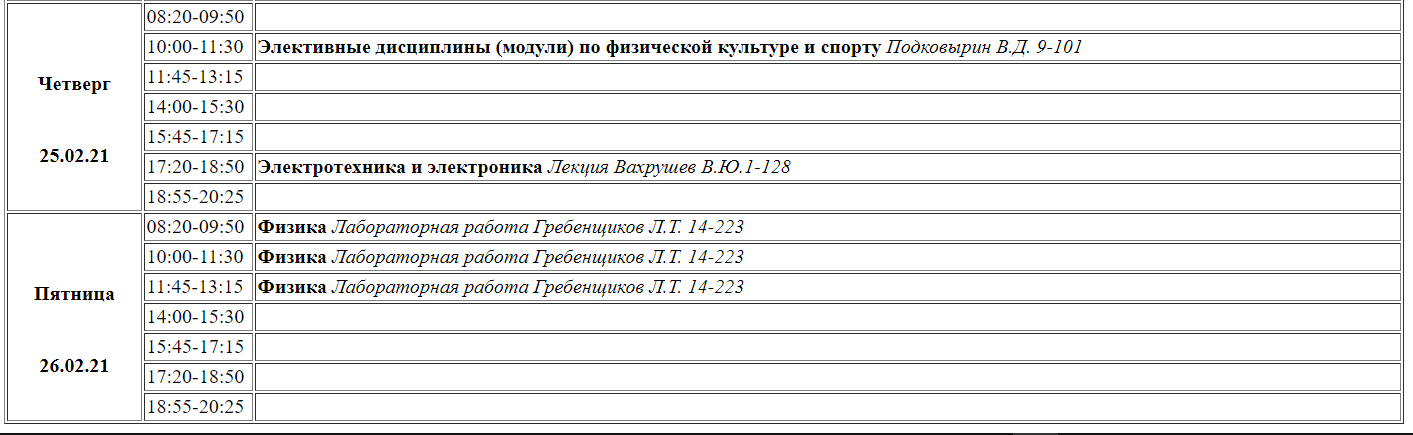 08:20-09:50
10:00-11:30 Элективные дисциплины (модули) по физической культуре и спорту Подковырин В.Д. 9-101
Четверг
11:45-13:15
14:00-15:30
15:45-17:15
25.02.21
17:20-18:50 Электротехника и электроника Лекция Вахрушев В.Ю.1-128
18:55-20:25
08:20-09:50 Физика Лабораторная работа Гребенщиков Л.Т. 14-223
10:00-11:30 Физика Лабораторная работа Гребенщиков Л.Т. 14-223
Пятница
11:45-13:15 Физика Лабораторная работа Гребенщиков Л.Т. 14-223
14:00-15:30
15:45-17:15
26.02.21
17:20-18:50
18:55-20:25